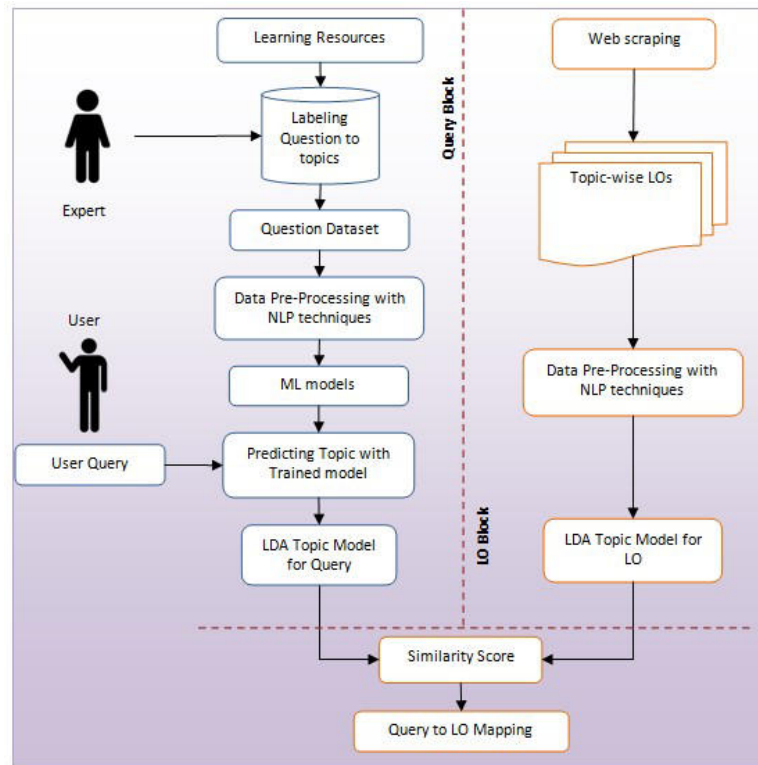 Learning Resources
Labeling
Question to
topics
Expert
Question Dataset
Data Pre-Processing with
NLP techniques
User
ML models
User Query
Predicting Topic with
Trained model
LDA Topic Model
for Query
Query Block
LO Block
Web scraping
Topic-wise LOs
Data Pre-Processing with
NLP techniques
LDA Topic Model for
LO
Similarity Score
Query to LO Mapping